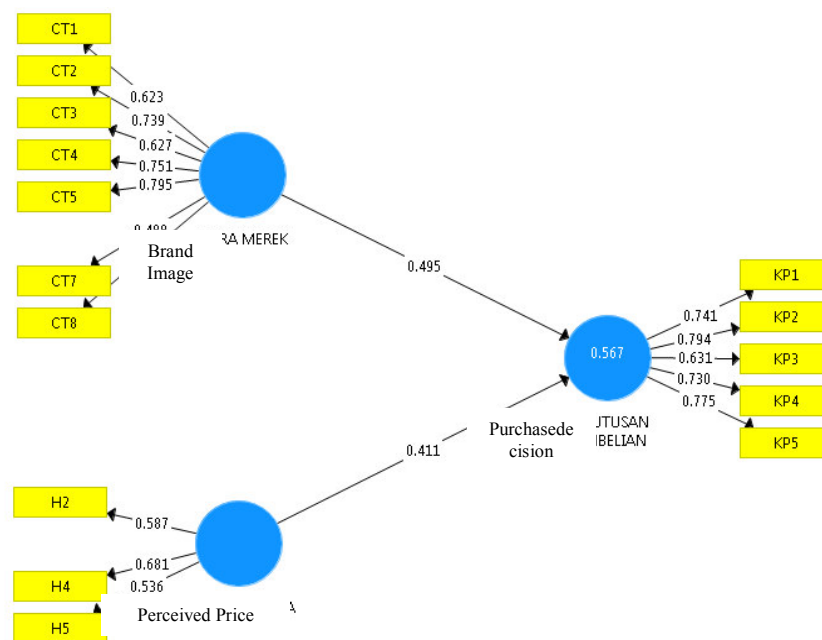 CT1
CT2
CT3
CT4
CT5
CT7
CT8
0.623
0.739
0.627
0.751
0.795
Brand
Image
RA MEREK
0.495
0.411
0.567
Purchasede
cision
UTUSAN
IBELIAN
0.741
0.794
0.631
0.730
0.775
KP1
KP2
KP3
KP4
KP5
H2
H4
H5
0.587
0.681
0.536
Perceived Price
A